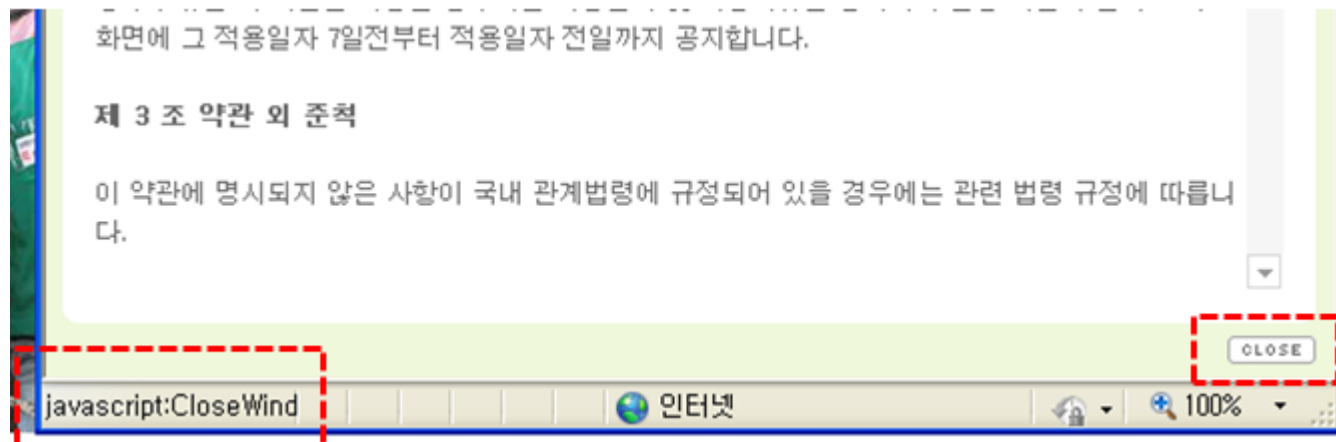 화면에 그 적용일자 7일전부터 적용일자 전일까지 공지합니다.
제 3 조 약관 외 준척
이 약관에 명시되지 않은 사항이 국내 관계법령에 규정되어 있을 경우에는 관련 법령 규정에 따릅니
다.
CLOSE
javascript:CloseWind
인터넷
100%